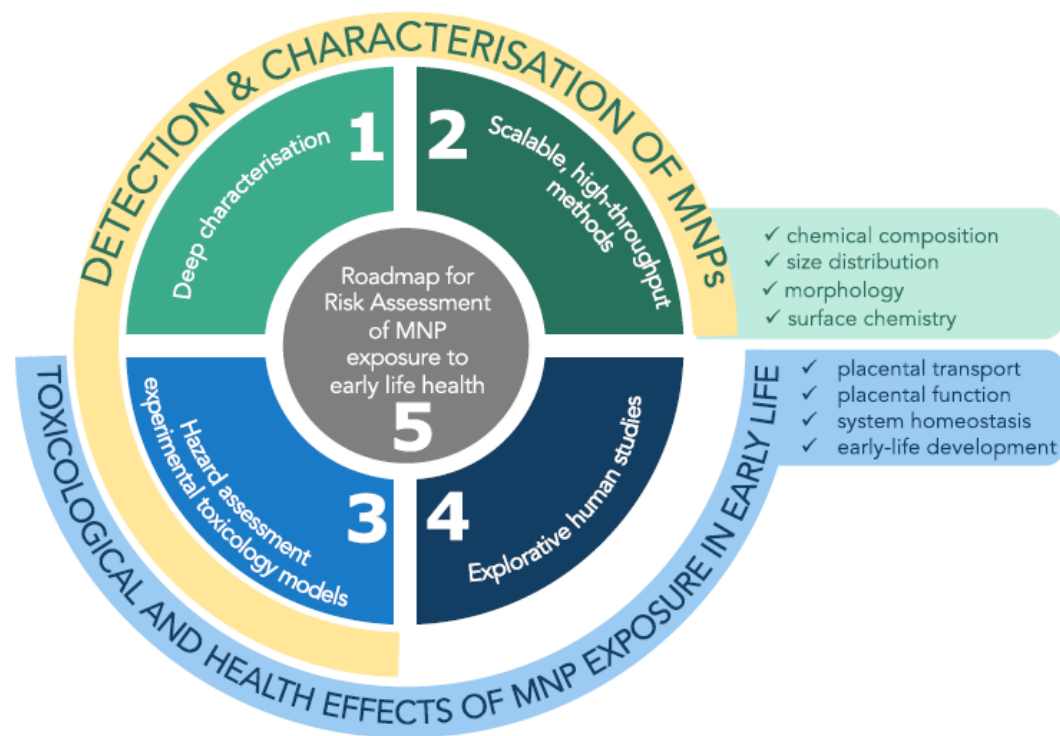 DETECTION & CHARACTERISATION OF MNPs
1
Deep characterisation
2
Scalable, high-throughput
methods
✓ chemical composition
✓ size distribution
✓ morphology
✓ surface chemistry
Roadmap for
Risk Assessment
of MNP
exposure to
early life health
5
3
Hazard assessment
experimental toxicology models
4
Explorative human studies
✓ placental transport
✓ placental function
✓ system homeostasis
✓ early-life development
TOXICOLOGICAL AND HEALTH EFFECTS OF MNP EXPOSURE IN EARLY LIFE